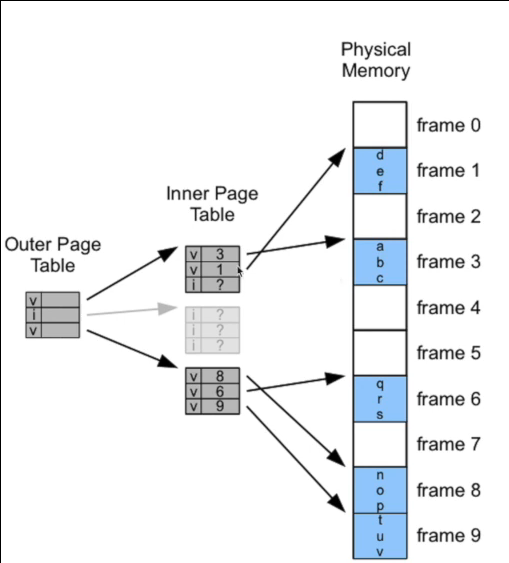 Physical
Memory
frame 0
d
e
f
frame 1
frame 2
a
b
c
frame 3
frame 4
frame 5
q
r
s
frame 6
frame 7
n
o
p
frame 8
t
u
v
frame 9
Inner Page
Table
v 3
v 1
i ?
i ?
i ?
i ?
v 8
v 6
v 9
Outer Page
Table
v
i
v